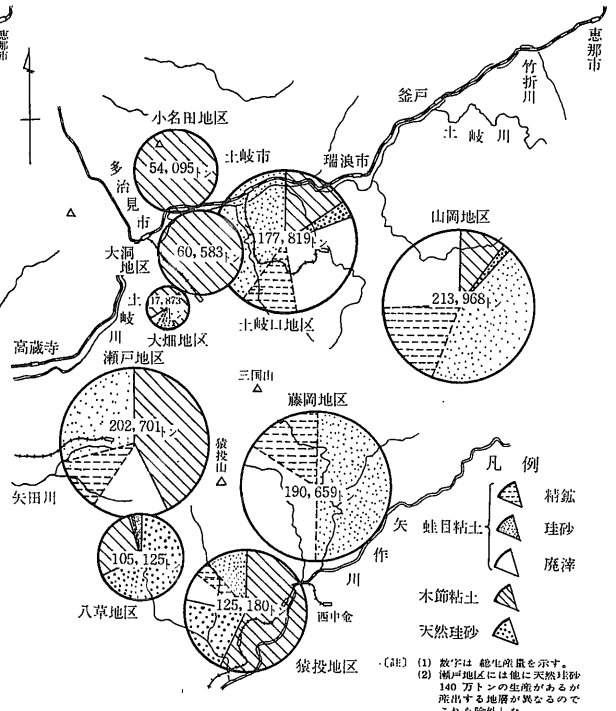 恵那市
恵那市
竹折川
釜戸
土岐川
小名田地区
54,095トン
多治見市
土岐市
瑞浪市
177,819トン
山岡地区
213,968トン
60,583トン
大洞
地区
17,873トン
土岐川
大畑地区
土岐口地区
高蔵寺
瀬戸地区
202,701トン
三国山
藤岡地区
190,659トン
猿投山
矢田川
矢作川
105,125トン
八草地区
125,180トン
西中金
猿投地区
凡例
蛙目粘土
精鉱
珪砂
廃滓
木節粘土
天然珪砂
〔註〕 (1) 数字は 総生産量を示す。
(2) 瀬戸地区には他に天然珪砂
140 万トンの生産があるが
産出する地層が異なるので